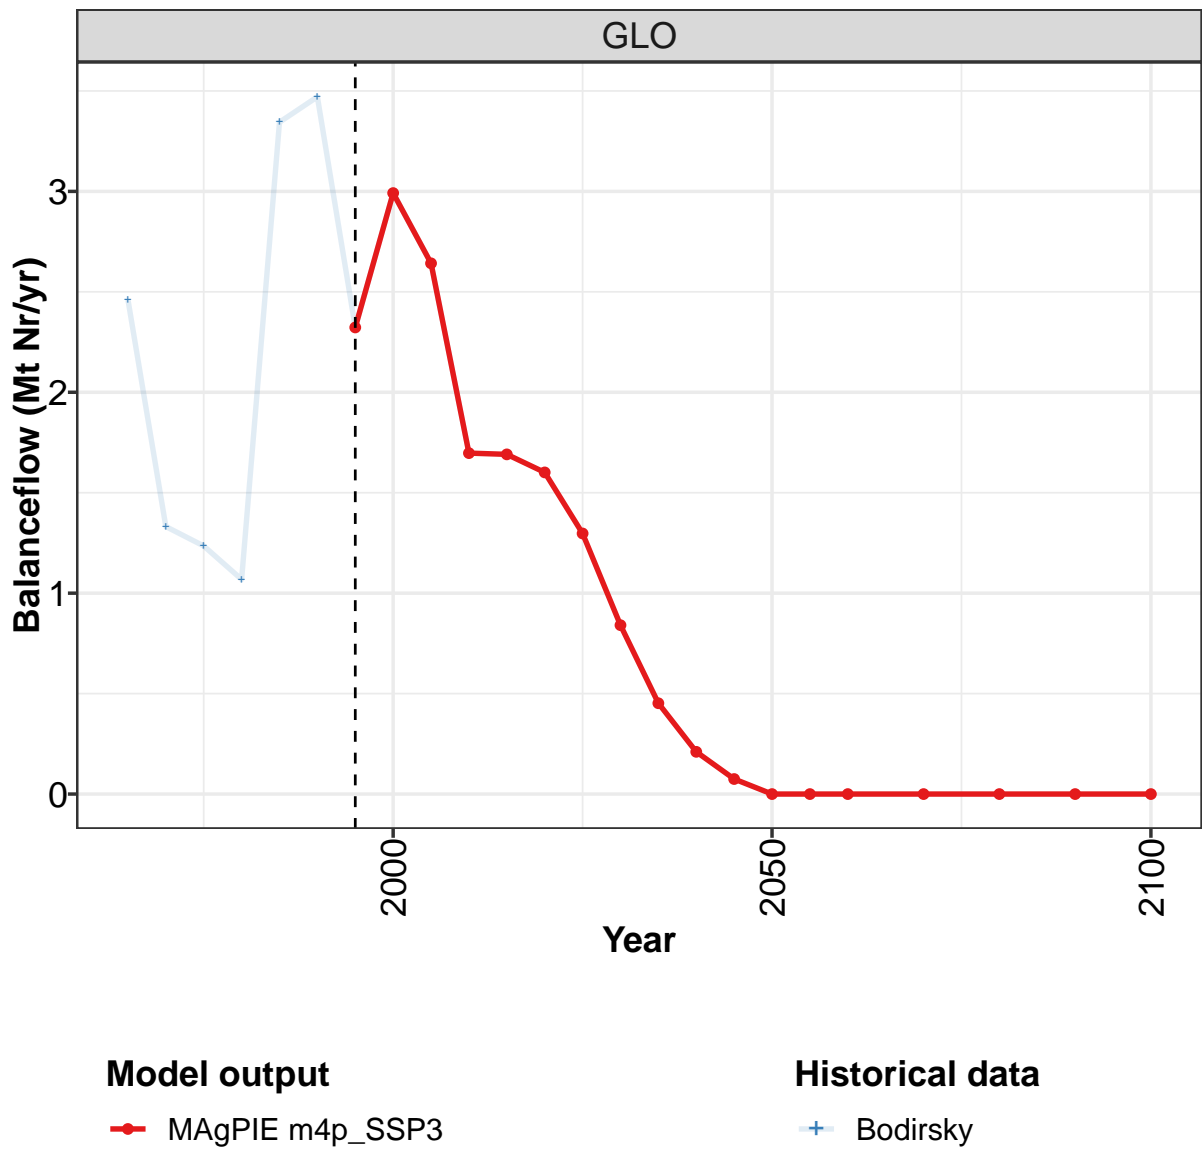 GLO
Balanceflow (Mt Nr/yr)
3
2
1
0
2000
2050
2100
Year
Model output
MAgPIE m4p_SSP3
Historical data
Bodirsky